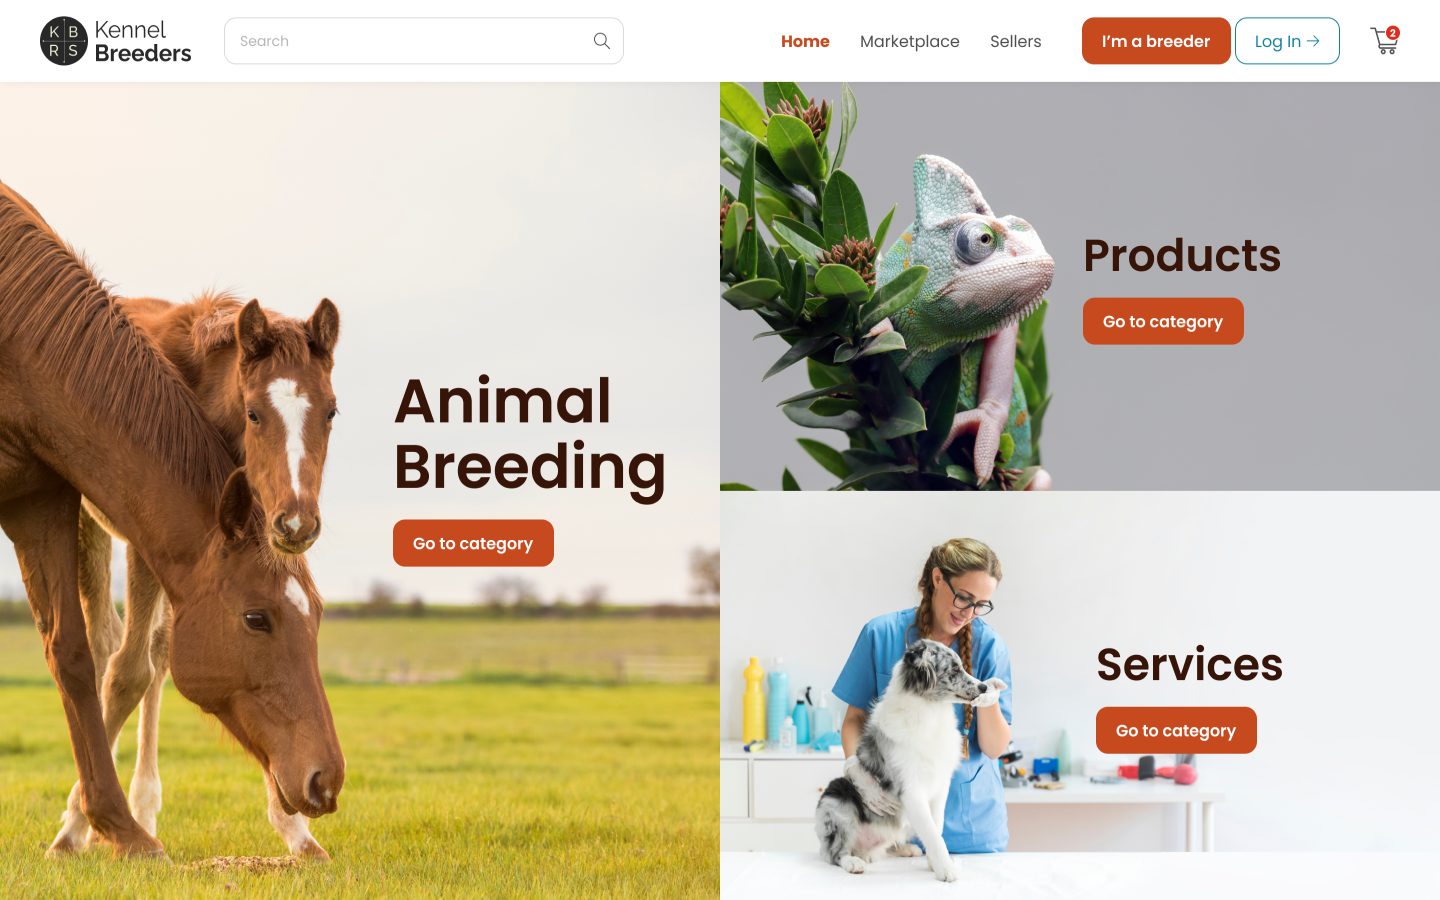 K B
R S
Kennel
Breeders
Search
Home
Marketplace
Sellers
I'm a breeder
Log In →
2
Animal
Breeding
Go to category
Products
Go to category
Services
Go to category